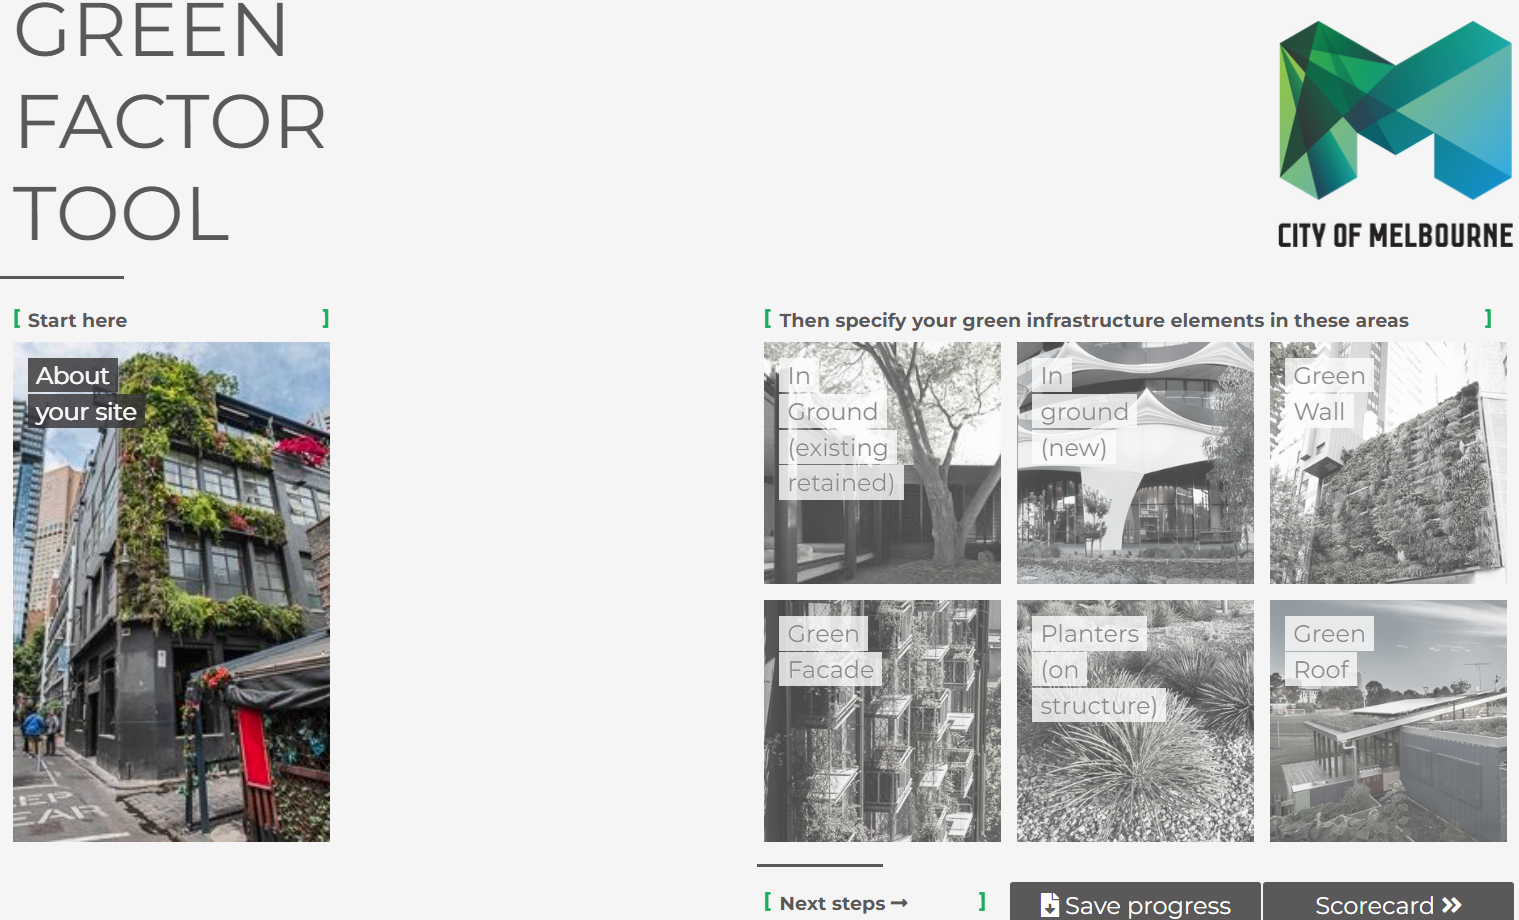 GREEN
FACTOR
TOOL
CITY OF MELBOURNE
[ Start here ]
About
your site
[ Then specify your green infrastructure elements in these areas ]
In
Ground
(existing
retained)
In
ground
(new)
Green
Wall
Green
Facade
Planters
(on
structure)
Green
Roof
[ Next steps → ]
Save progress
Scorecard »